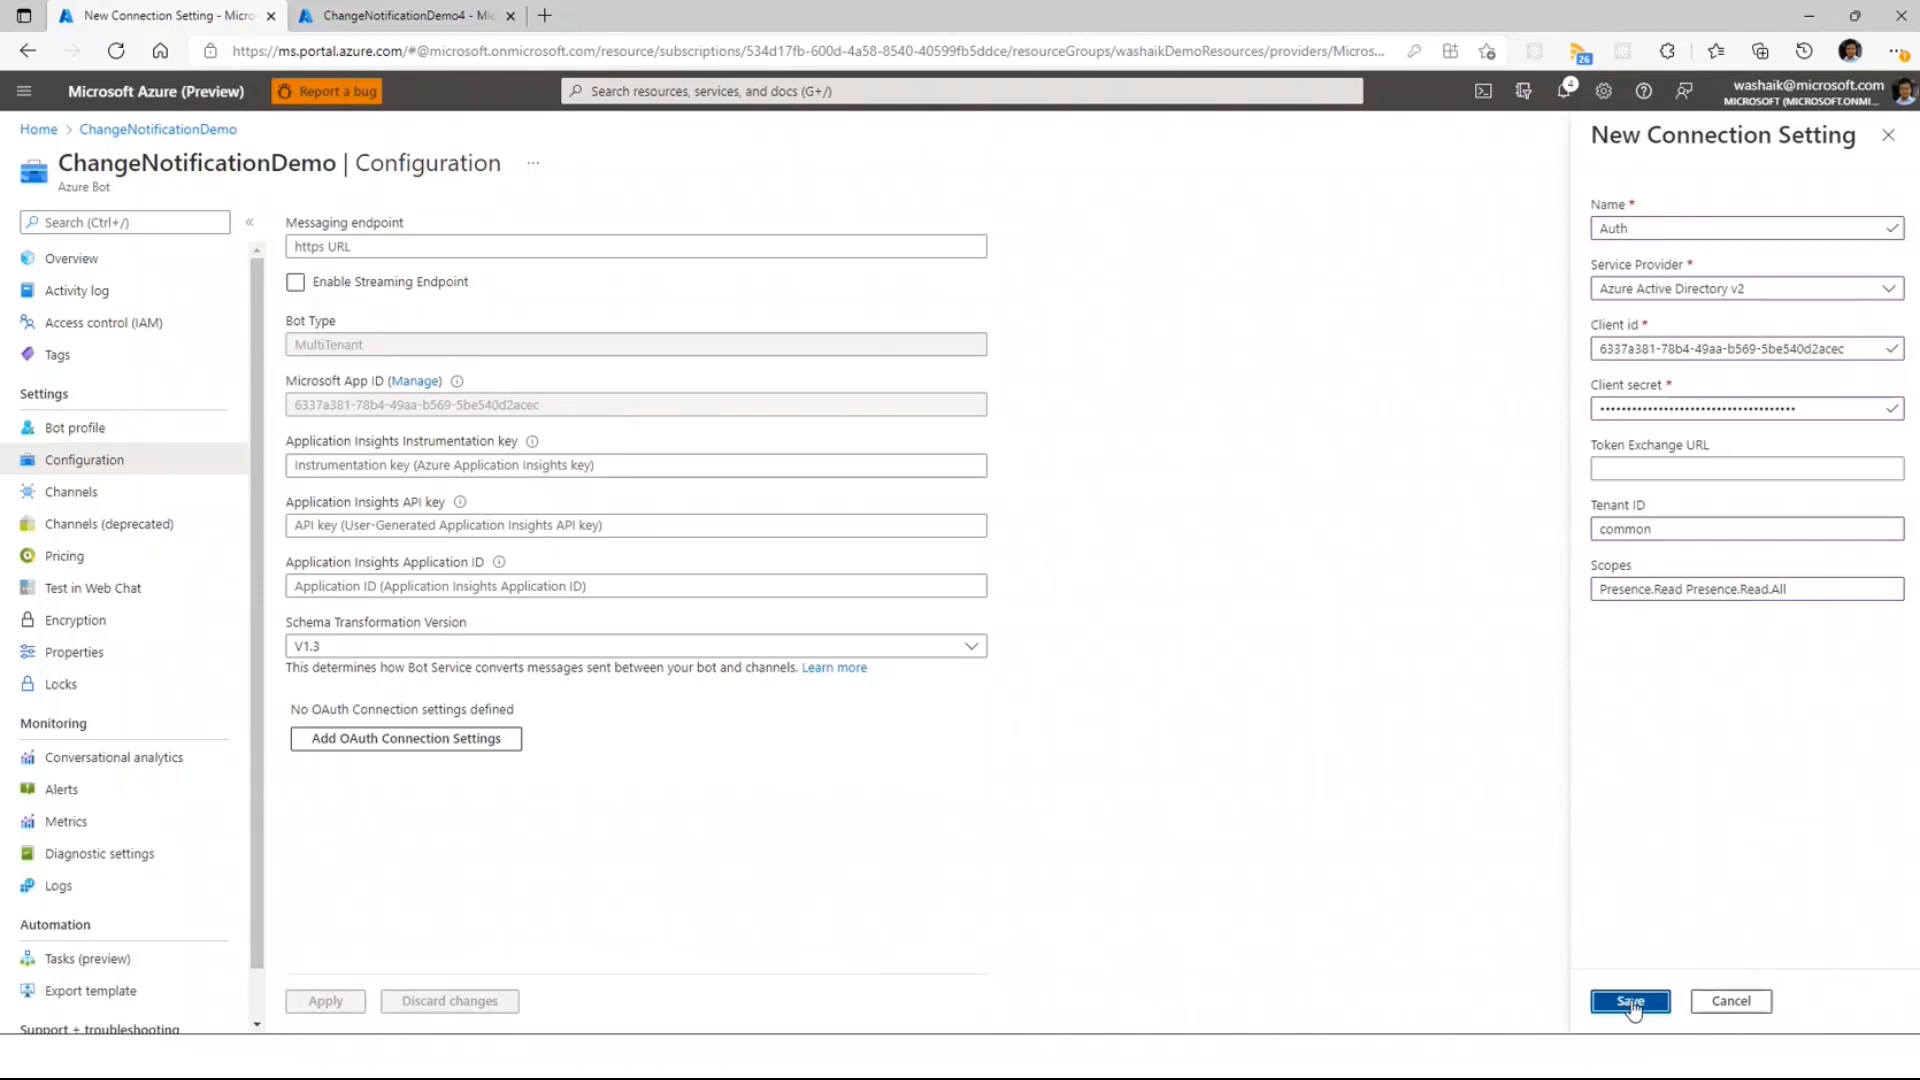 New Connection Setting - Micro
ChangeNotificationDemo4 - Mic
https://ms.portal.azure.com/#@microsoft.onmicrosoft.com/resource/subscriptions/534d17fb-600d-4a58-8540-40599fb5ddce/resourceGroups/washaikDemoResources/providers/Micros...
26
Microsoft Azure (Preview)
Report a bug
Search resources, services, and docs (G+/)
4
washaik@microsoft.com
MICROSOFT (MICROSOFT.ONMI...
Home > ChangeNotificationDemo
ChangeNotificationDemo | Configuration ...
Azure Bot
Search (Ctrl+/)
«
Overview
Activity log
Access control (IAM)
Tags
Settings
Bot profile
Configuration
Channels
Channels (deprecated)
Pricing
Test in Web Chat
Encryption
Properties
Locks
Monitoring
Conversational analytics
Alerts
Metrics
Diagnostic settings
Logs
Automation
Tasks (preview)
Export template
Support + troubleshooting
Messaging endpoint
https URL
Enable Streaming Endpoint
Bot Type
MultiTenant
Microsoft App ID (Manage)
6337a381-78b4-49aa-b569-5be540d2acec
Application Insights Instrumentation key
Instrumentation key (Azure Application Insights key)
Application Insights API key
API key (User-Generated Application Insights API key)
Application Insights Application ID
Application ID (Application Insights Application ID)
Schema Transformation Version
V1.3
This determines how Bot Service converts messages sent between your bot and channels. Learn more
No OAuth Connection settings defined
Add OAuth Connection Settings
Apply
Discard changes
New Connection Setting
Name *
Auth
Service Provider *
Azure Active Directory v2
Client id *
6337a381-78b4-49aa-b569-5be540d2acec
Client secret *
Token Exchange URL
Tenant ID
common
Scopes
Presence.Read Presence.Read.All
Save
Cancel